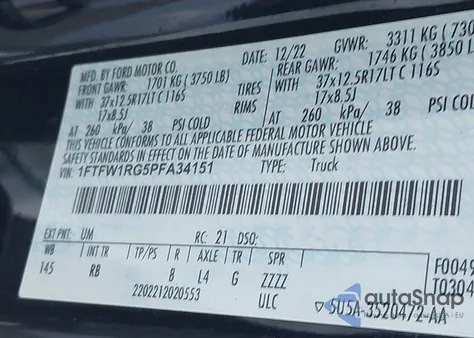 MFD. BY FORD MOTOR CO.
DATE: 12/22 GVWR: 3311 KG (730
FRONT GAWR: 1701 KG (3750 LB) REAR GAWR: 1746 KG (3850 L
WITH 37x12.5R17LT C 116S TIRES WITH 37x12.5R17LT C 116S
17x8.5J RIMS 17x8.5J
AT 260 kPa/ 38 PSI COLD AT 260 kPa/ 38 PSI COL
THIS VEHICLE CONFORMS TO ALL APPLICABLE FEDERAL MOTOR VEHICLE
SAFETY STANDARDS IN EFFECT ON THE DATE OF MANUFACTURE SHOWN ABOVE.
VIN: 1FTFW1RG5PFA34151 TYPE: Truck
EXT PNT: UM RC: 21 DSO:
WB INT TR TP/PS R AXLE TR SPR
145 RB 8 L4 G ZZZZ
2202212020553 ULC
F0049
T0304
5U5A-3520472-AA
autoAstap